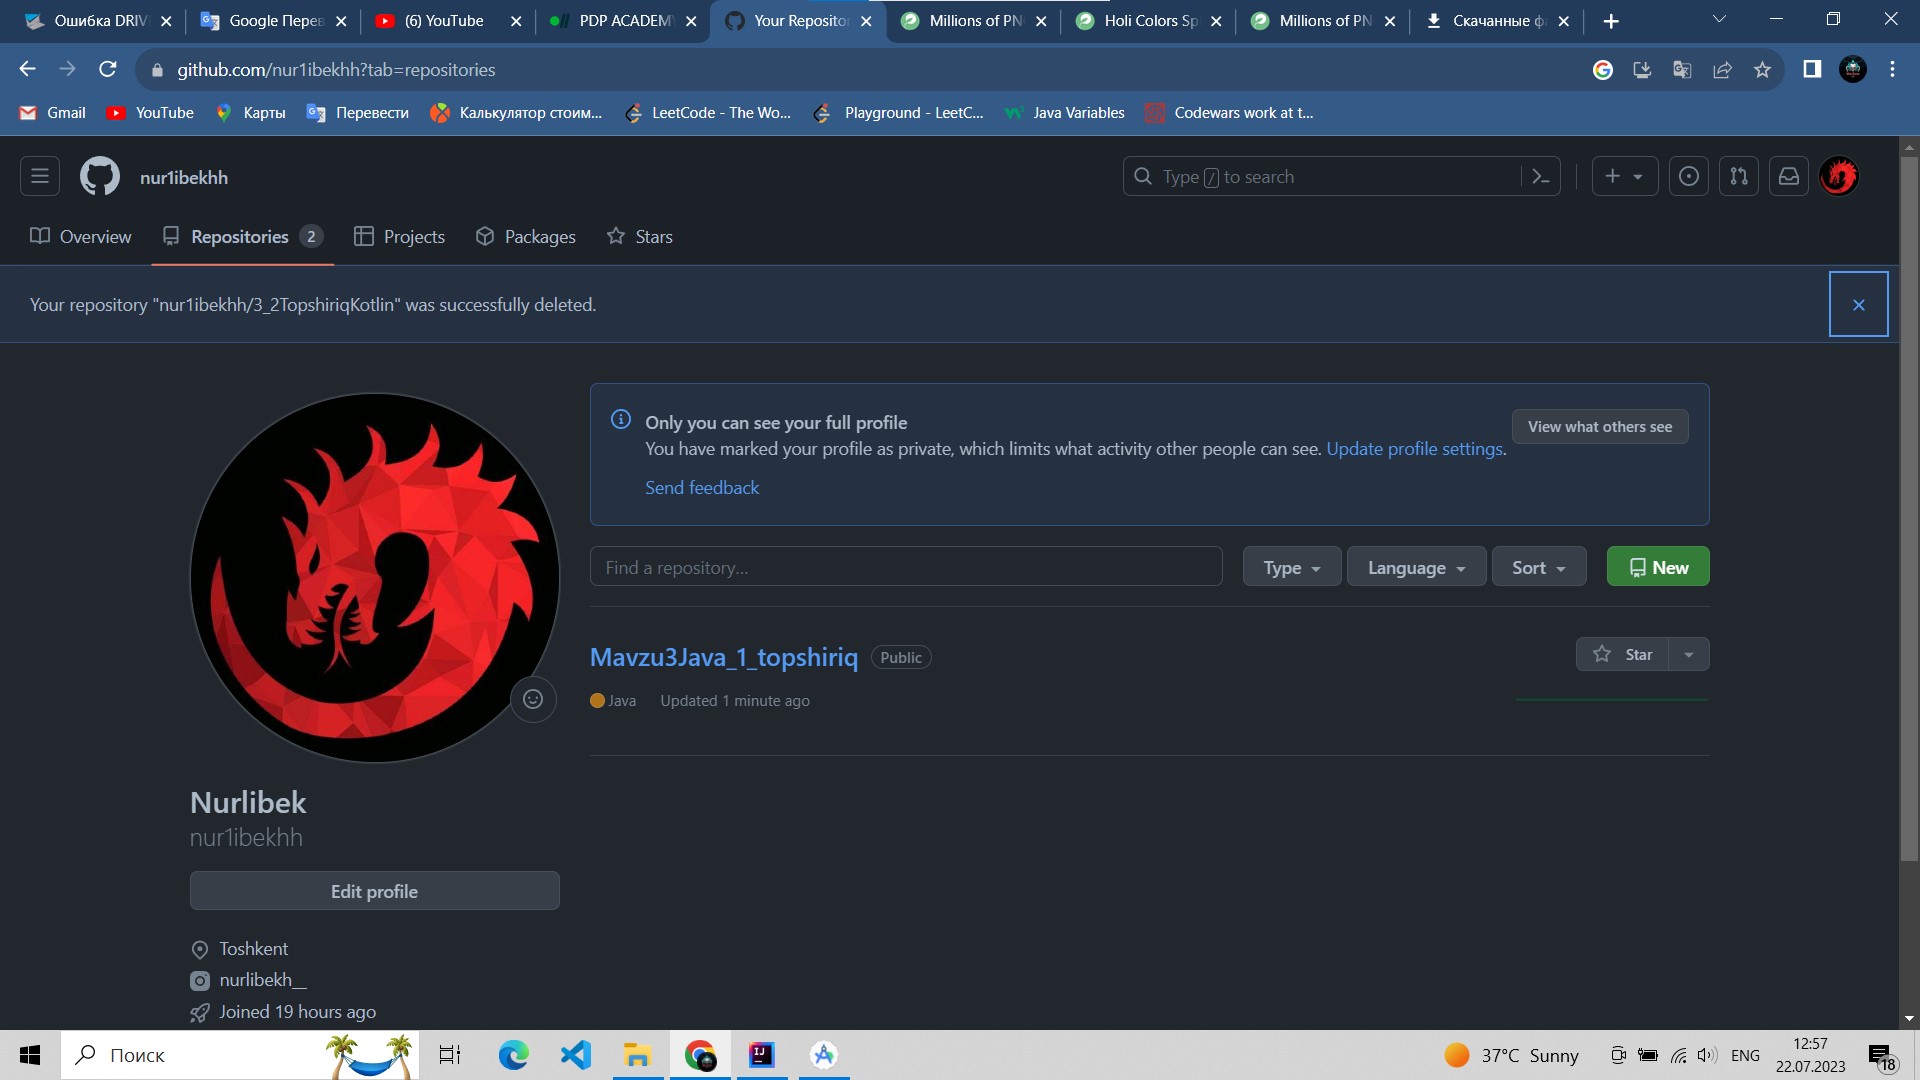 Ошибка DRIV
Google Перев
(6) YouTube
PDP ACADEMY
Your Repositor
Millions of PN
Holi Colors Sp
Millions of PN
Скачанные ф
github.com/nur1ibekhh?tab=repositories
Gmail
YouTube
Карты
Перевести
Калькулятор стоим...
LeetCode - The Wo...
Playground - LeetC...
Java Variables
Codewars work at t...
nur1ibekhh
Type / to search
Overview
Repositories 2
Projects
Packages
Stars
Your repository "nur1ibekhh/3_2TopshiriqKotlin" was successfully deleted.
Only you can see your full profile
You have marked your profile as private, which limits what activity other people can see. Update profile settings.
Send feedback
View what others see
Find a repository...
Type
Language
Sort
New
Mavzu3Java_1_topshiriq
Public
Star
Java
Updated 1 minute ago
Nurlibek
nur1ibekhh
Edit profile
Toshkent
nurlibekh__
Joined 19 hours ago
Поиск
37°C Sunny
ENG
12:57
22.07.2023
18